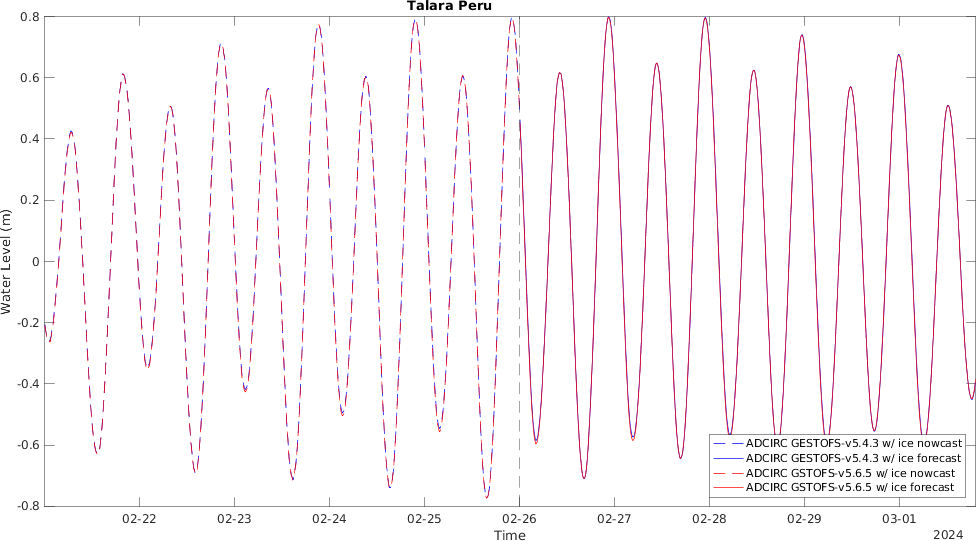 Talara Peru
0.8
0.6
0.4
0.2
0
-0.2
-0.4
-0.6
-0.8
Water Level (m)
ADCIRC GESTOFS-v5.4.3 w/ ice nowcast
ADCIRC GESTOFS-v5.4.3 w/ ice forecast
ADCIRC GSTOFS-v5.6.5 w/ ice nowcast
ADCIRC GSTOFS-v5.6.5 w/ ice forecast
02-22 02-23 02-24 02-25 02-26 02-27 02-28 02-29 03-01
Time
2024